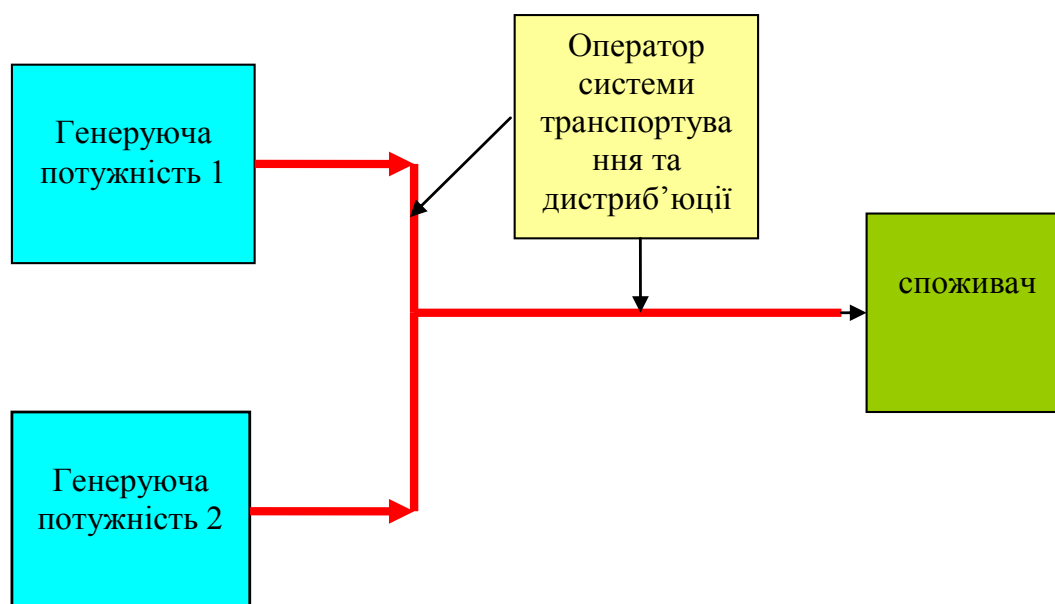 Генеруюча
потужність 1
Оператор
системи
транспортува
ння та
дистриб’юції
споживач
Генеруюча
потужність 2